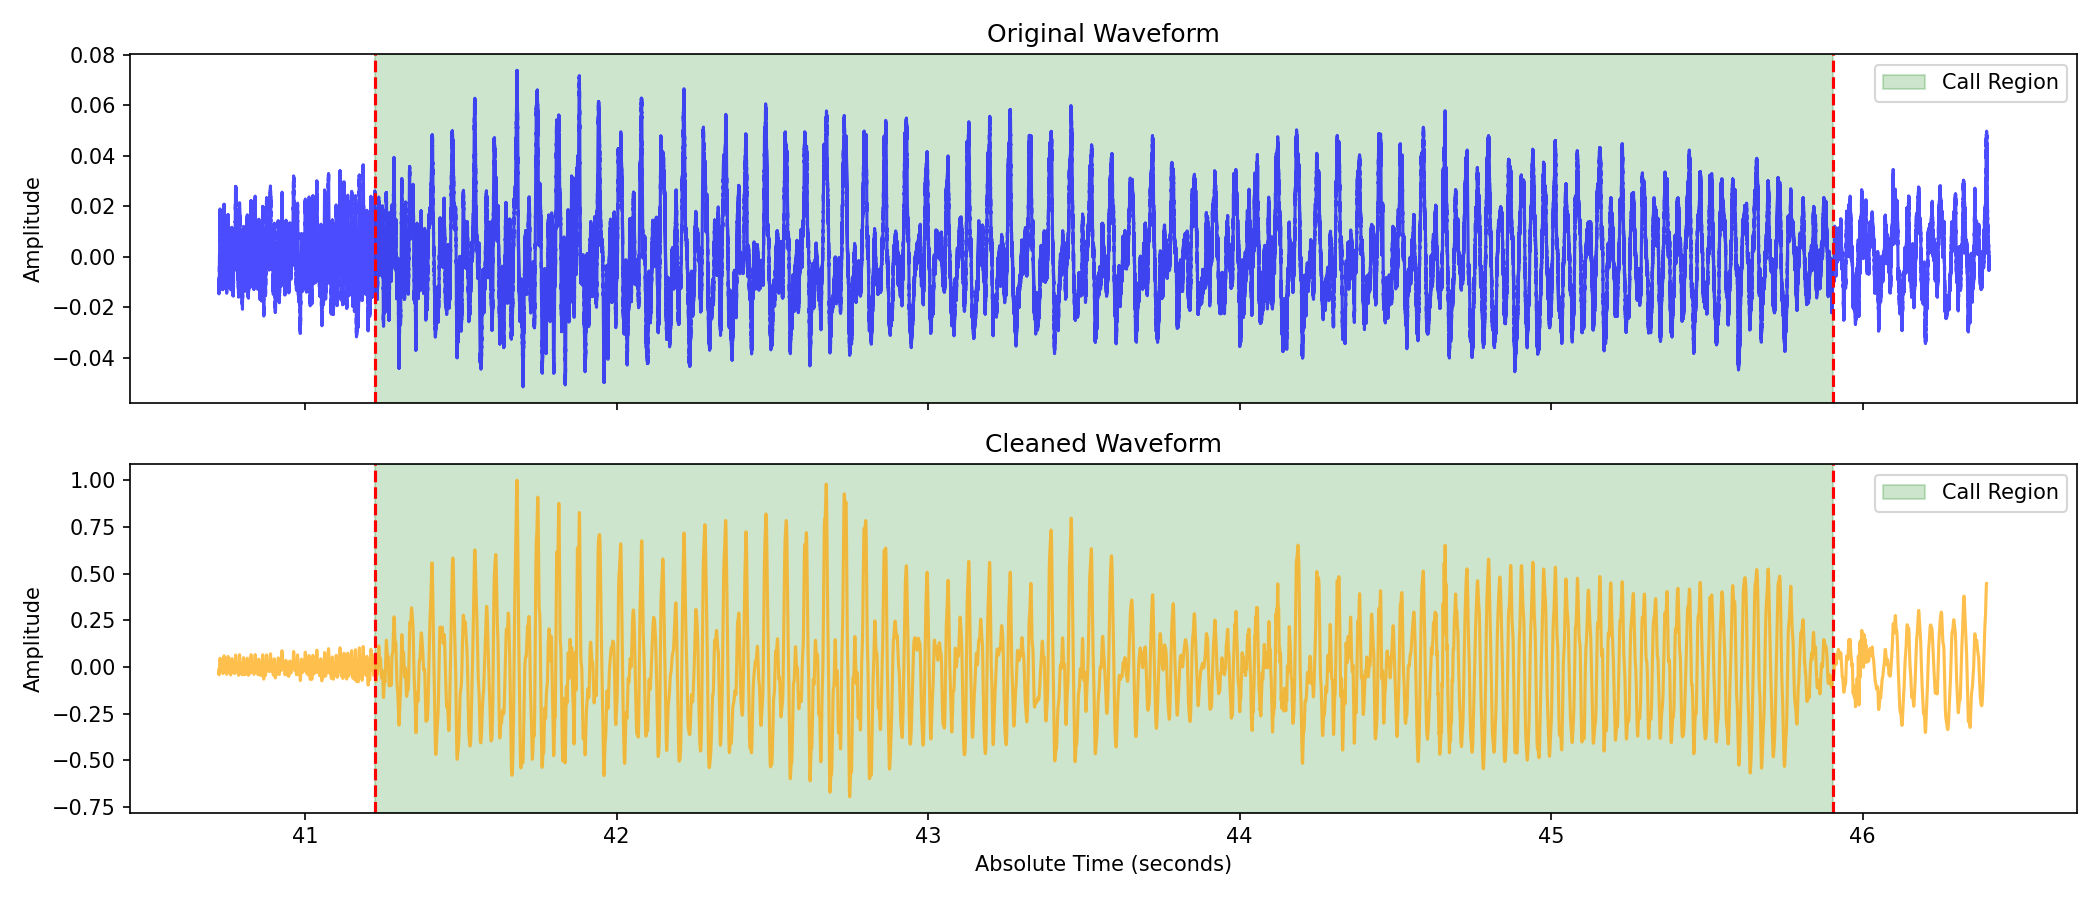 Original Waveform
0.08
0.06
0.04
0.02
0.00
−0.02
−0.04
Amplitude
Call Region
Cleaned Waveform
1.00
0.75
0.50
0.25
0.00
−0.25
−0.50
−0.75
Amplitude
Call Region
41 42 43 44 45 46
Absolute Time (seconds)